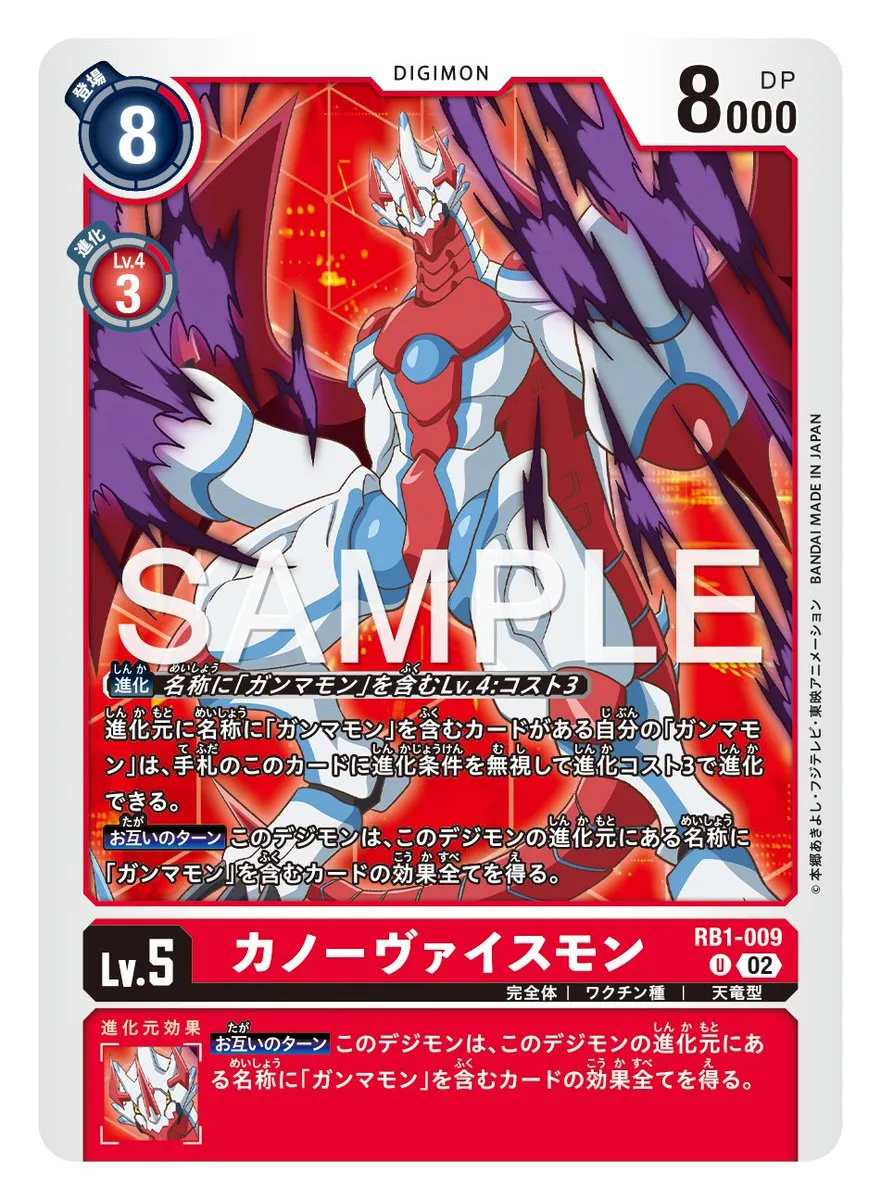 DIGIMON
登場
8
DP
8000
進化
Lv.4
3
SAMPLE
進化 名称に「ガンマモン」を含むLv.4:コスト3
進化元に名称に「ガンマモン」を含むカードがある自分の「ガンマモ
ン」は、手札のこのカードに進化条件を無視して進化コスト3で進化
できる。
お互いのターン このデジモンは、このデジモンの進化元にある名称に
「ガンマモン」を含むカードの効果全てを得る。
© 本郷あきよし・フジテレビ・東映アニメーション BANDAI MADE IN JAPAN
Lv.5
カノーヴァイスモン
RB1-009
U 02
完全体 | ワクチン種 | 天竜型
進化元効果
お互いのターン このデジモンは、このデジモンの進化元にあ
る名称に「ガンマモン」を含むカードの効果全てを得る。